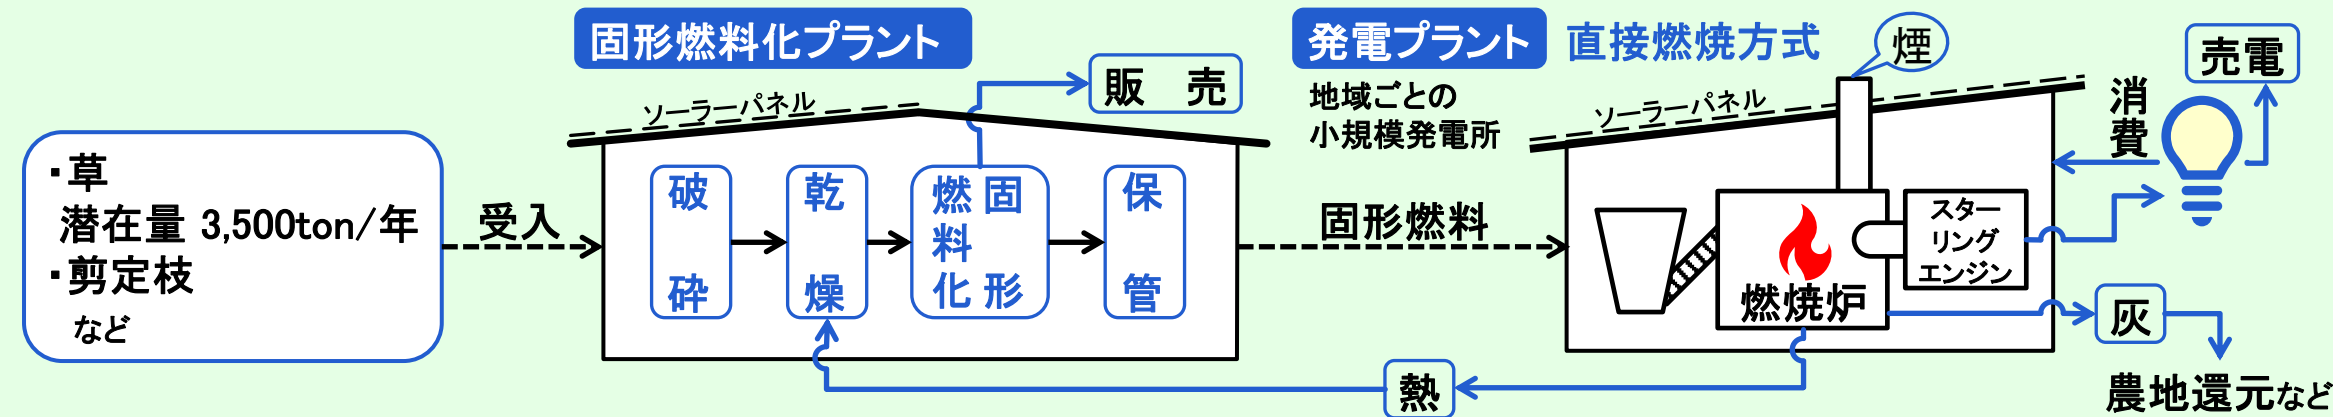 ・草
潜在量 3,500ton/年
・剪定枝
など
受入
固形燃料化プラント
ソーラーパネル
販 売
破砕
乾燥
固形
燃料化
保管
固形燃料
発電プラント
直接燃焼方式
地域ごとの
小規模発電所
ソーラーパネル
煙
燃焼炉
スター
リング
エンジン
消費
売電
灰
農地還元など
熱